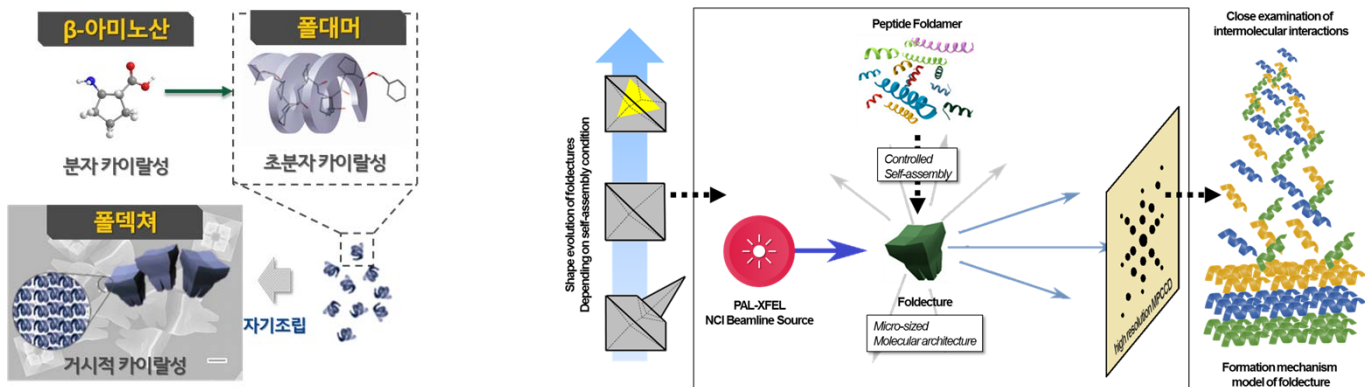 β-아미노산
폴대머
분자 카이랄성
초분자 카이랄성
폴덱쳐
자기조립
거시적 카이랄성
Shape evolution of foldectures
Depending on self-assembly condition
Peptide Foldamer
Controlled
Self-assembly
PAL-XFEL
NCI Beamline Source
Foldecture
Micro-sized
Molecular architecture
high resolution MPCCD
Close examination of
intermolecular interactions
Formation mechanism
model of foldecture